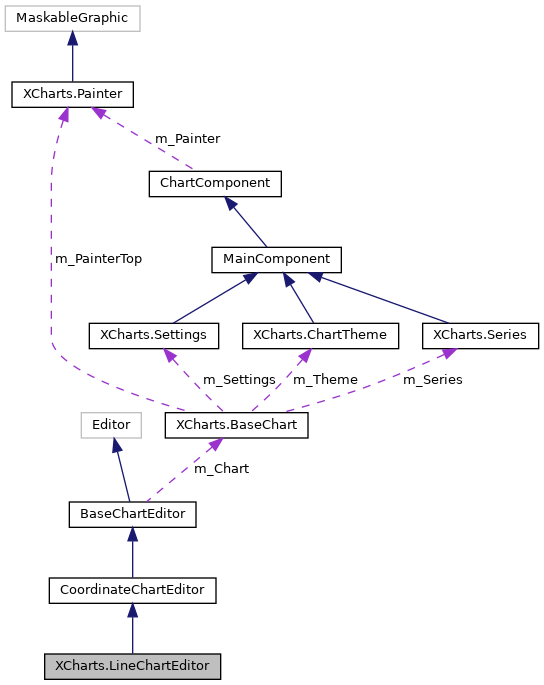 MaskableGraphic
XCharts.Painter
m_Painter
ChartComponent
m_PainterTop
MainComponent
XCharts.Settings
XCharts.ChartTheme
XCharts.Series
m_Settings
m_Theme
m_Series
Editor
XCharts.BaseChart
m_Chart
BaseChartEditor
CoordinateChartEditor
XCharts.LineChartEditor